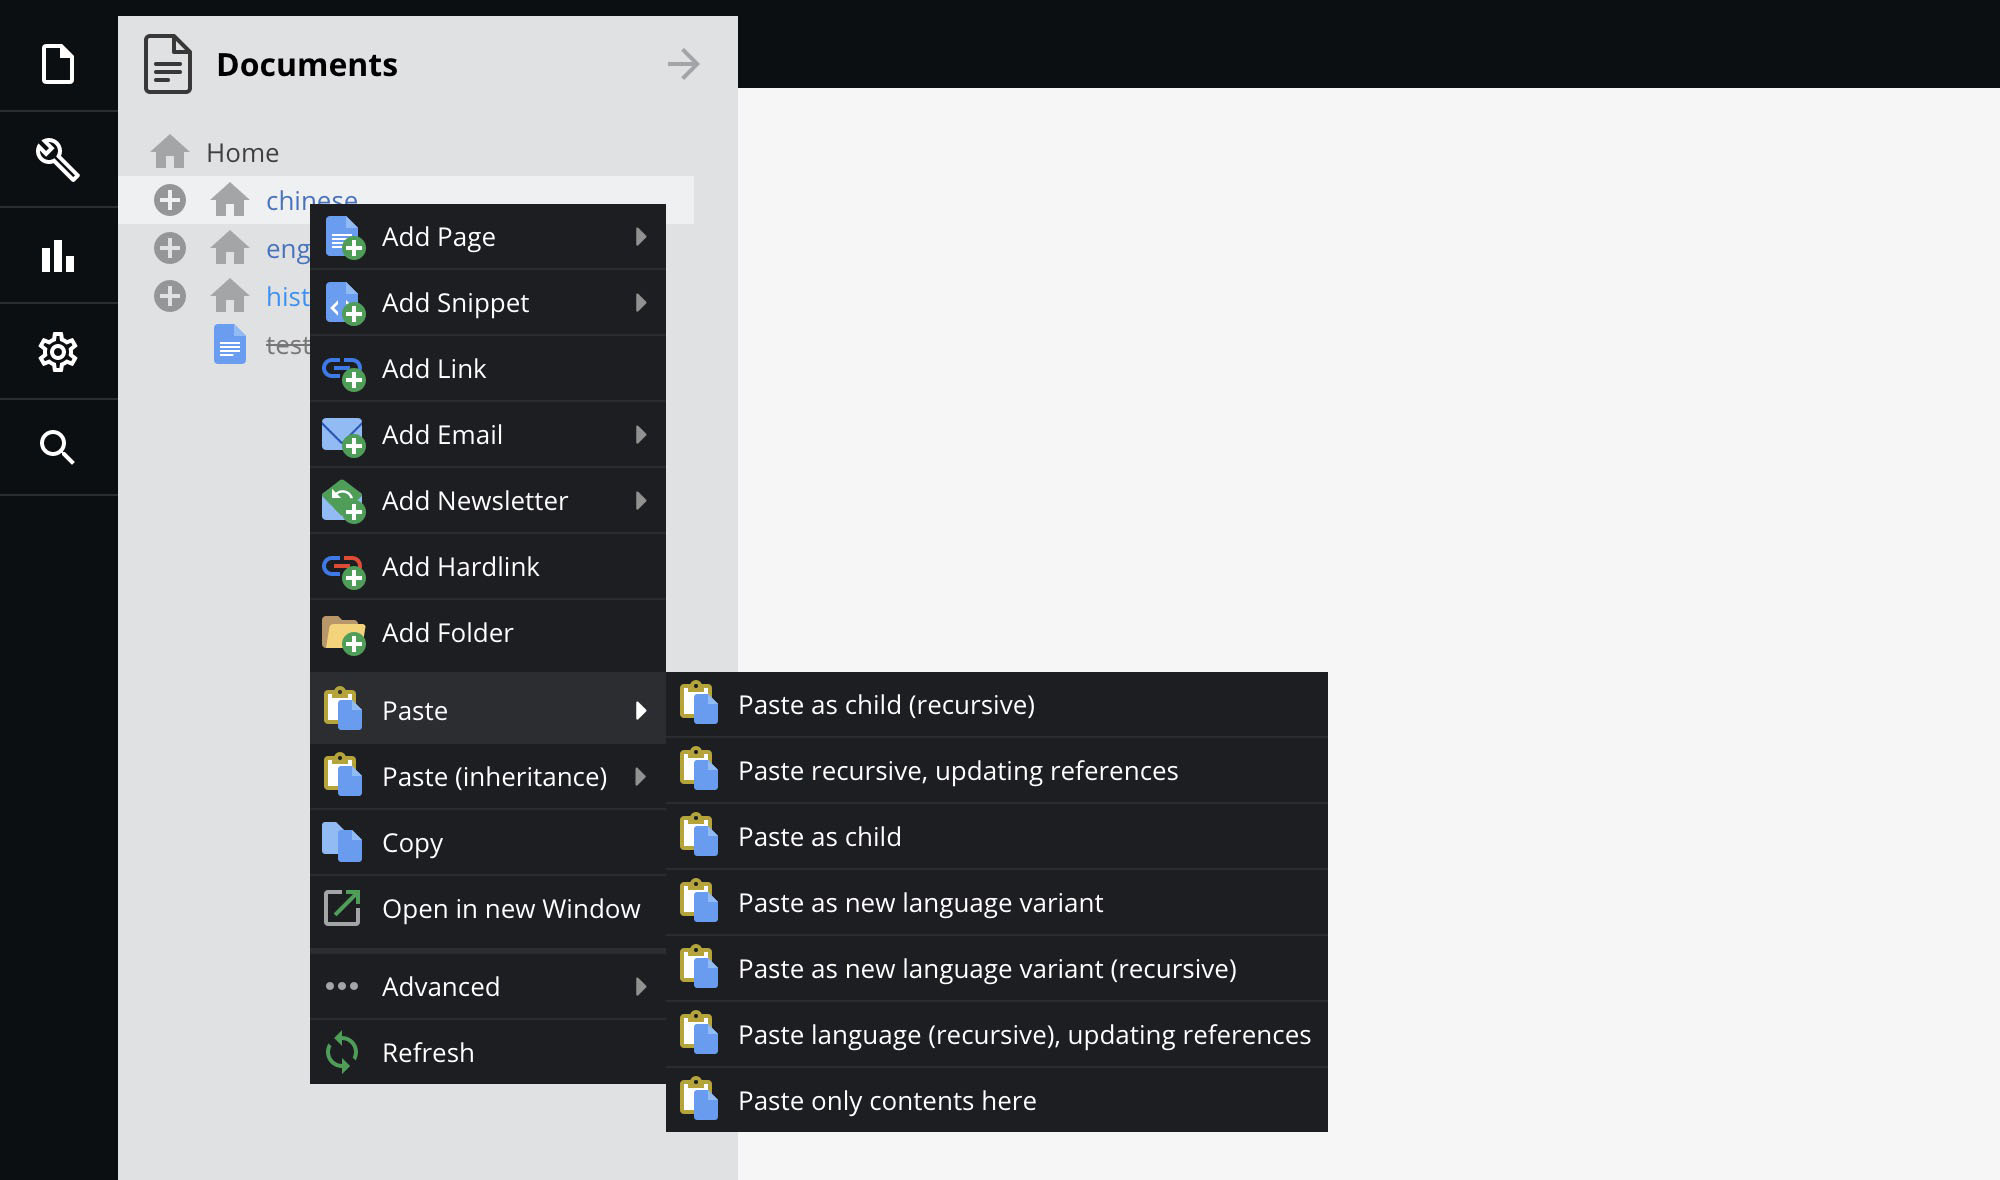 Documents
Home
chinese
eng
hist
test
Add Page
Add Snippet
Add Link
Add Email
Add Newsletter
Add Hardlink
Add Folder
Paste
Paste (inheritance)
Copy
Open in new Window
Advanced
Refresh
Paste as child (recursive)
Paste recursive, updating references
Paste as child
Paste as new language variant
Paste as new language variant (recursive)
Paste language (recursive), updating references
Paste only contents here